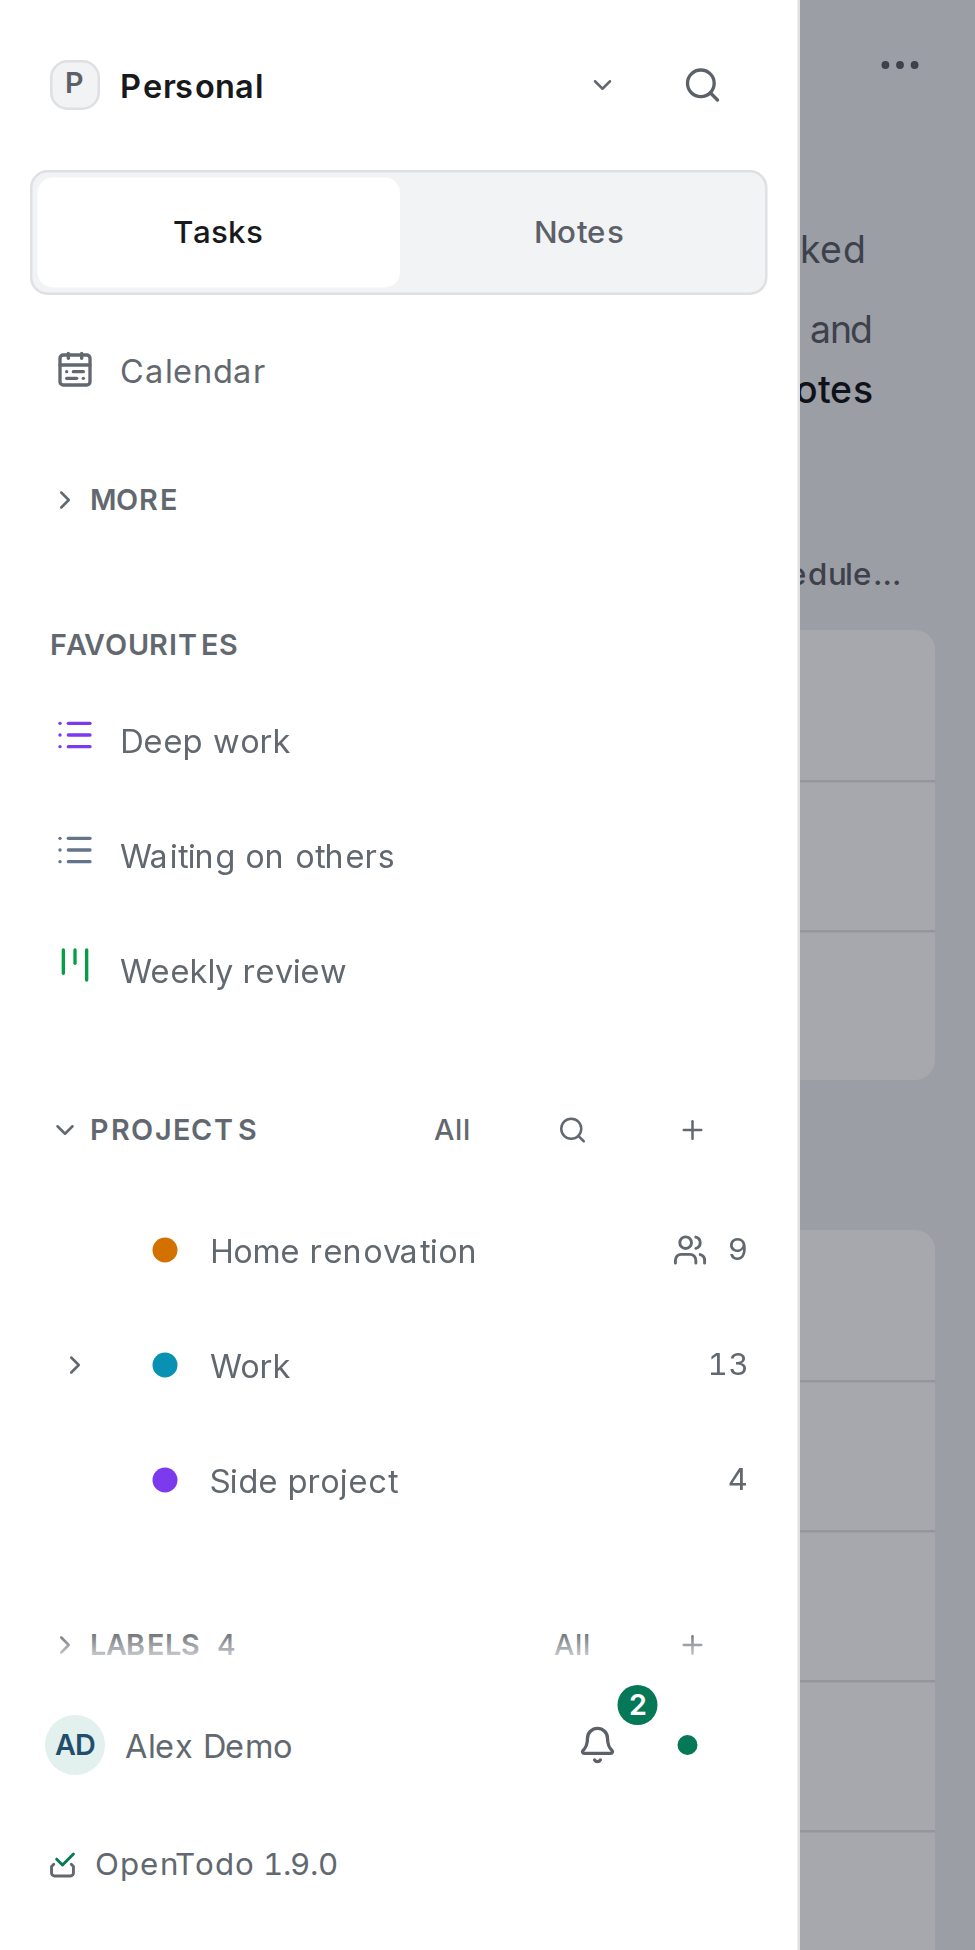 P Personal
Tasks Notes
Calendar
MORE
FAVOURITES
Deep work
Waiting on others
Weekly review
PROJECTS All
Home renovation 9
Work 13
Side project 4
LABELS 4 All
2
AD Alex Demo
OpenTodo 1.9.0
ked
and
otes
edule...